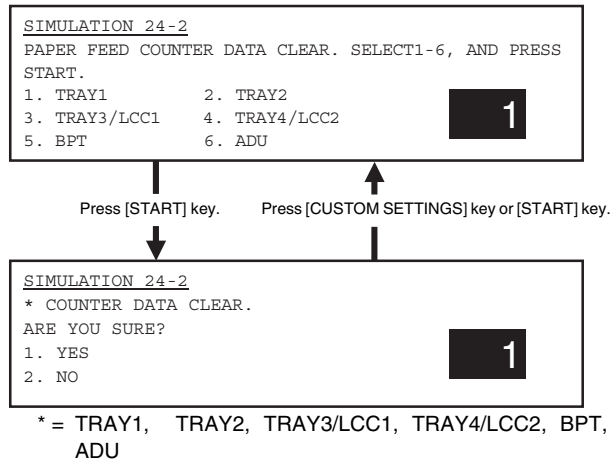 SIMULATION 24-2
PAPER FEED COUNTER DATA CLEAR. SELECT1-6, AND PRESS
START.
1. TRAY1 2. TRAY2
3. TRAY3/LCC1 4. TRAY4/LCC2
5. BPT 6. ADU
1
Press [START] key. Press [CUSTOM SETTINGS] key or [START] key.
SIMULATION 24-2
* COUNTER DATA CLEAR.
ARE YOU SURE?
1. YES
2. NO
1
* = TRAY1, TRAY2, TRAY3/LCC1, TRAY4/LCC2, BPT,
ADU